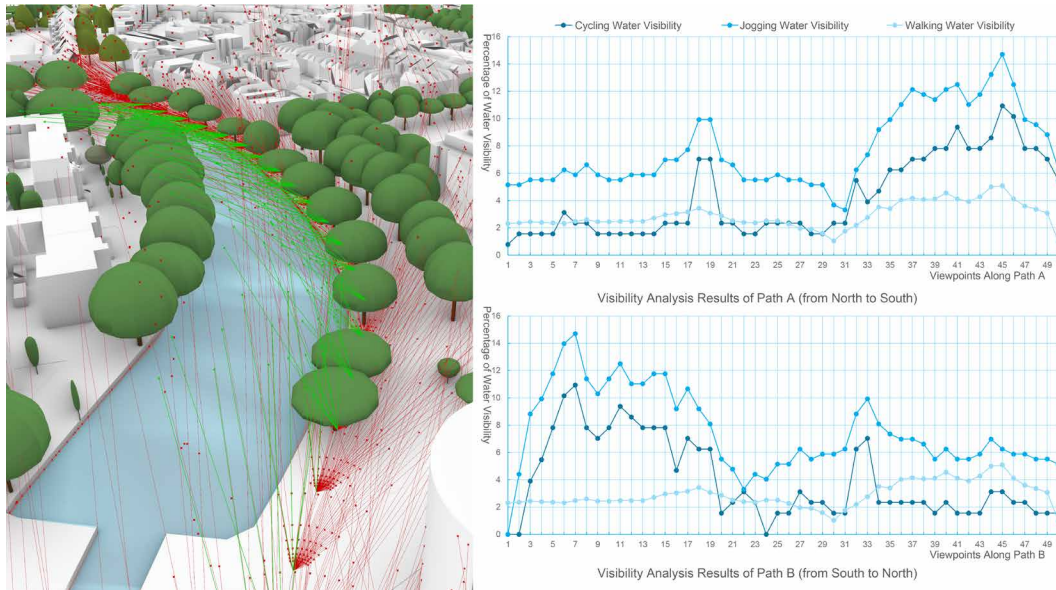 Cycling Water Visibility
Jogging Water Visibility
Walking Water Visibility
Percentage of Water Visibility
16
14
12
10
8
6
4
2
0
1 3 5 7 9 11 13 15 17 19 21 23 25 27 29 31 33 35 37 39 41 43 45 47 49
Viewpoints Along Path A
Visibility Analysis Results of Path A (from North to South)
Percentage of Water Visibility
16
14
12
10
8
6
4
2
0
1 3 5 7 9 11 13 15 17 19 21 23 25 27 29 31 33 35 37 39 41 43 45 47 49
Viewpoints Along Path B
Visibility Analysis Results of Path B (from South to North)